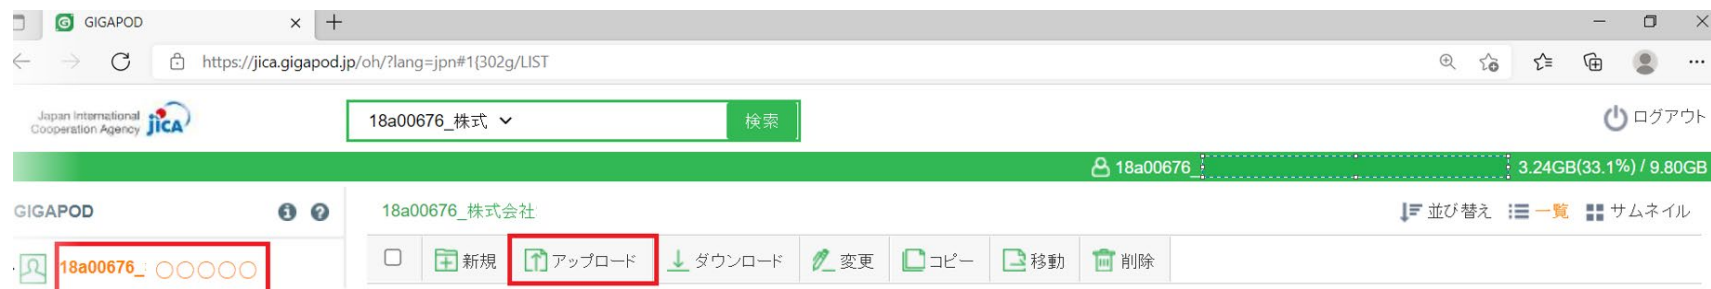 GIGAPOD
https://jica.gigapod.jp/oh/?lang=jpn#1{302g/LIST
Japan International
Cooperation Agency jica
18a00676_株式 検索
ログアウト
18a00676_ 3.24GB(33.1%) / 9.80GB
GIGAPOD
18a00676_株式会社
並び替え 一覧 サムネイル
18a00676_ ○○○○○
新規 アップロード ダウンロード 変更 コピー 移動 削除